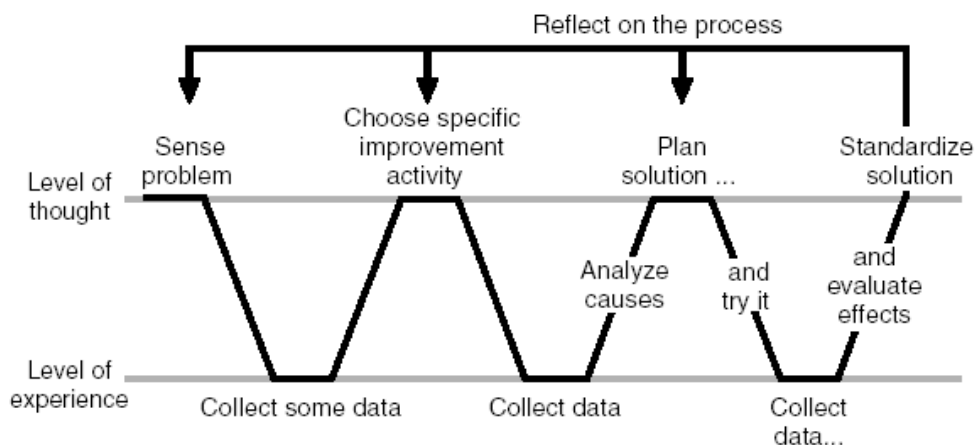 Reflect on the process
Sense
problem
Choose specific
improvement
activity
Plan
solution ...
Standardize
solution
Level of
thought
Analyze
causes
and
try it
and
evaluate
effects
Level of
experience
Collect some data
Collect data
Collect
data...